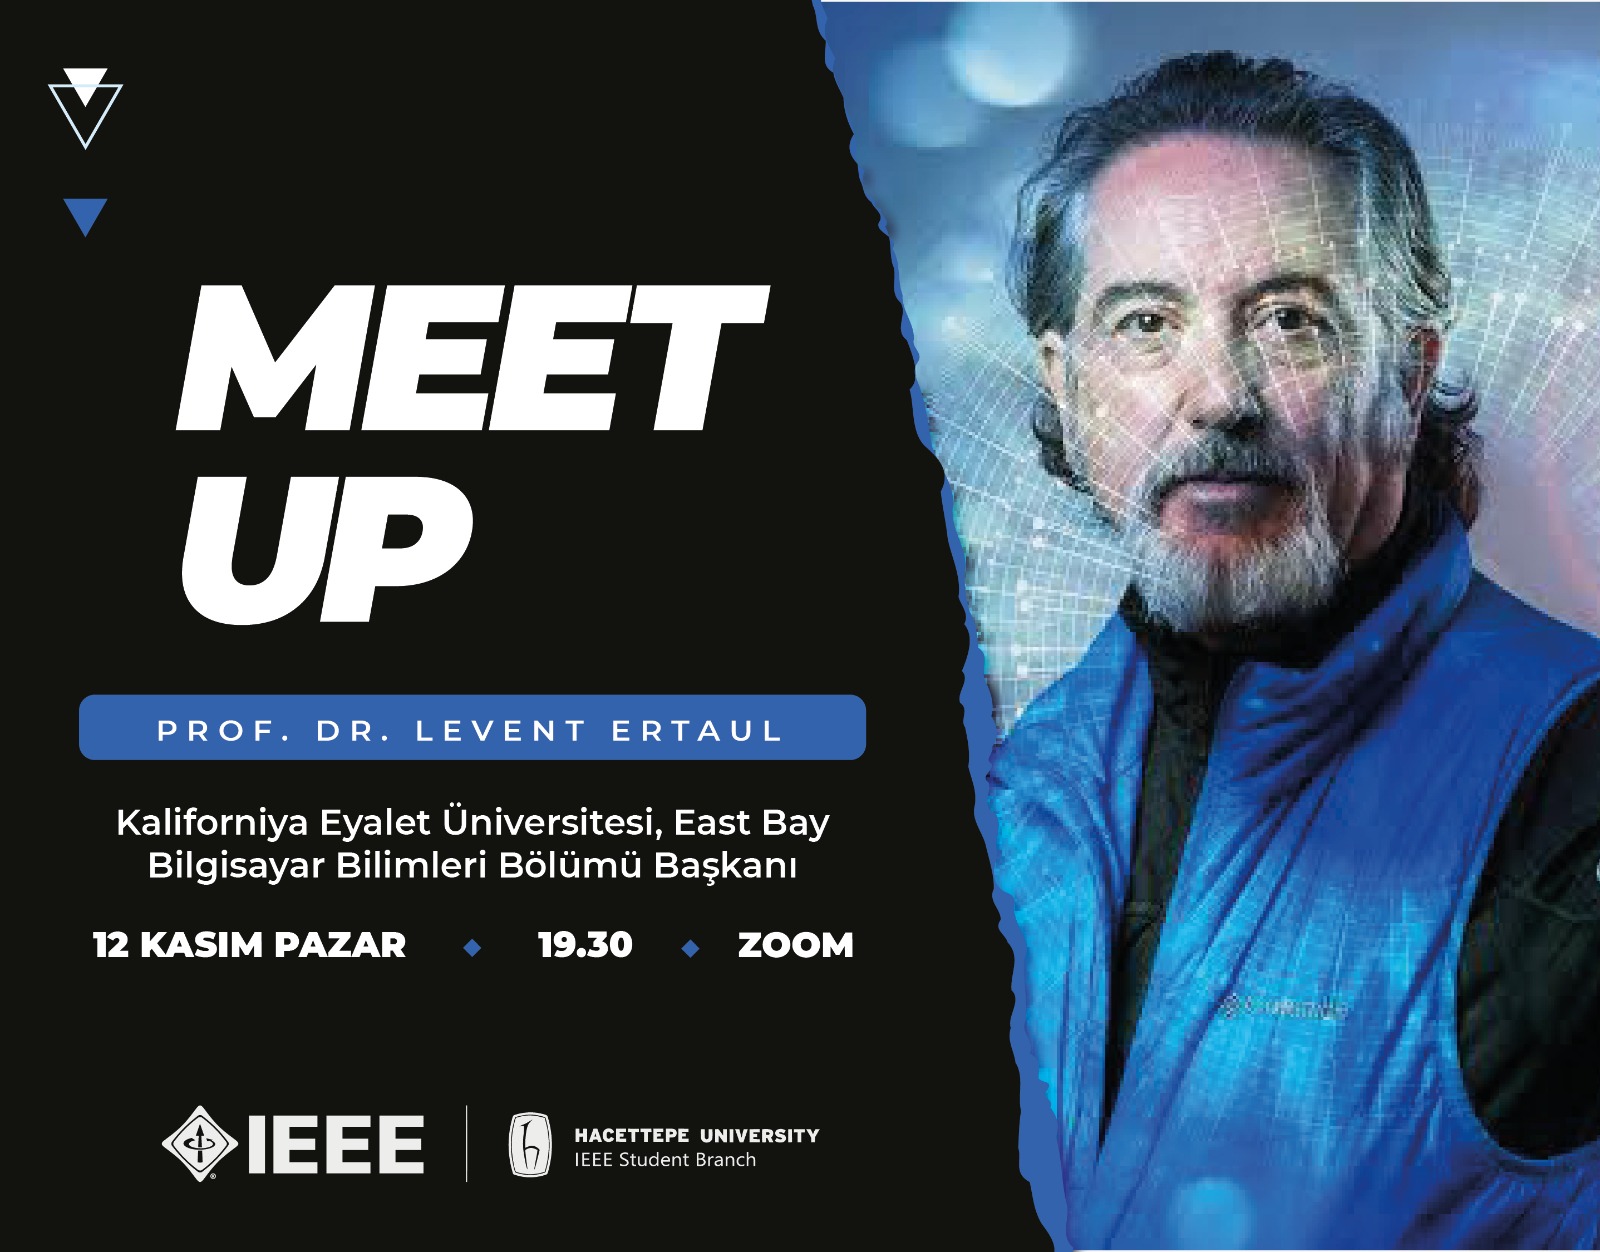 MEET
UP
PROF. DR. LEVENT ERTAUL
Kaliforniya Eyalet Üniversitesi, East Bay
Bilgisayar Bilimleri Bölümü Başkanı
12 KASIM PAZAR ◆ 19.30 ◆ ZOOM
IEEE
HACETTEPE UNIVERSITY
IEEE Student Branch